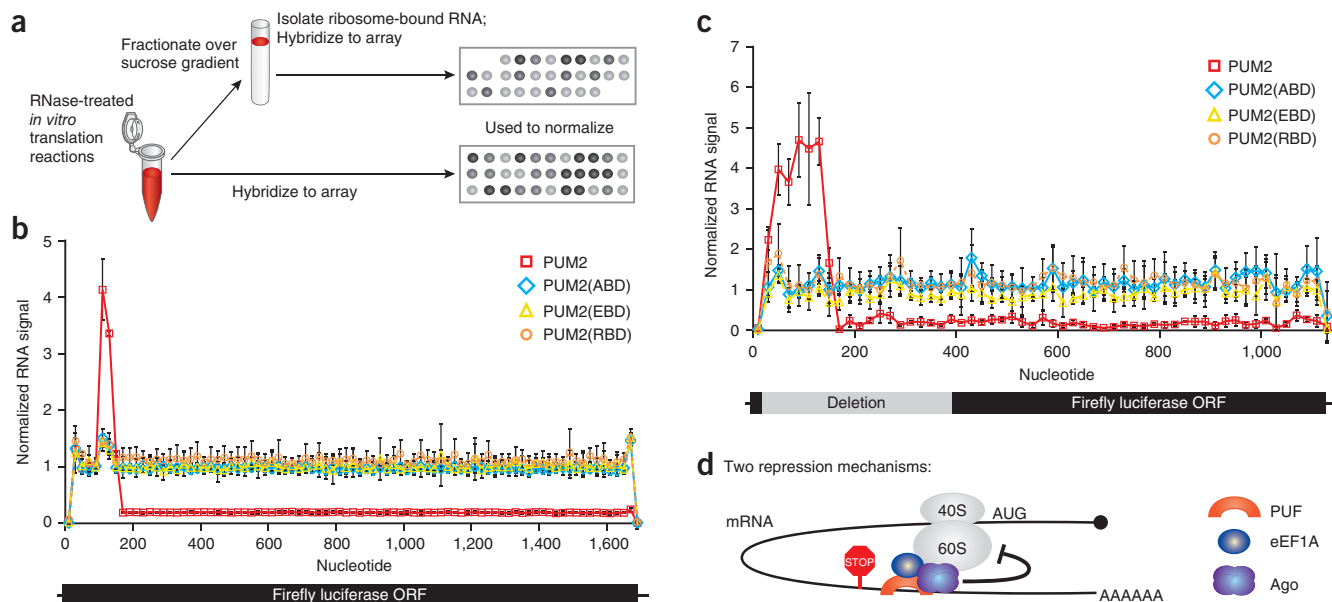 a
RNase-treated
in vitro
translation
reactions
Fractionate over
sucrose gradient
Isolate ribosome-bound RNA;
Hybridize to array
Used to normalize
Hybridize to array
b
Normalized RNA signal
5
4
3
2
1
0
PUM2
PUM2(ABD)
PUM2(EBD)
PUM2(RBD)
0 200 400 600 800 1,000 1,200 1,400 1,600
Nucleotide
Firefly luciferase ORF
c
Normalized RNA signal
7
6
5
4
3
2
1
0
PUM2
PUM2(ABD)
PUM2(EBD)
PUM2(RBD)
0 200 400 600 800 1,000
Nucleotide
Deletion Firefly luciferase ORF
d Two repression mechanisms:
mRNA
40S
AUG
60S
STOP
AAAAAA
PUF
eEF1A
Ago